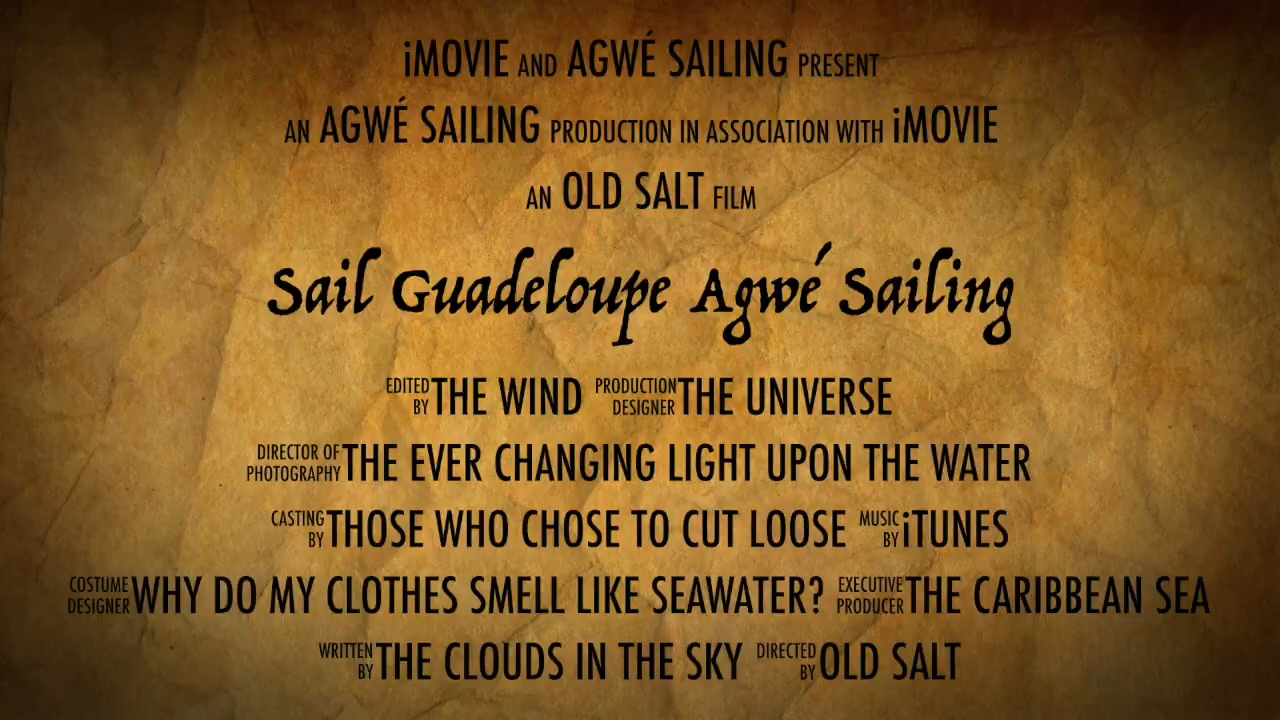 iMOVIE AND AGWÉ SAILING PRESENT
AN AGWÉ SAILING PRODUCTION IN ASSOCIATION WITH iMOVIE
AN OLD SALT FILM
Sail Guadeloupe Agwé Sailing
EDITED BY THE WIND PRODUCTION DESIGNER THE UNIVERSE
DIRECTOR OF PHOTOGRAPHY THE EVER CHANGING LIGHT UPON THE WATER
CASTING BY THOSE WHO CHOSE TO CUT LOOSE MUSIC BY iTUNES
COSTUME DESIGNER WHY DO MY CLOTHES SMELL LIKE SEAWATER? EXECUTIVE PRODUCER THE CARIBBEAN SEA
WRITTEN BY THE CLOUDS IN THE SKY DIRECTED BY OLD SALT